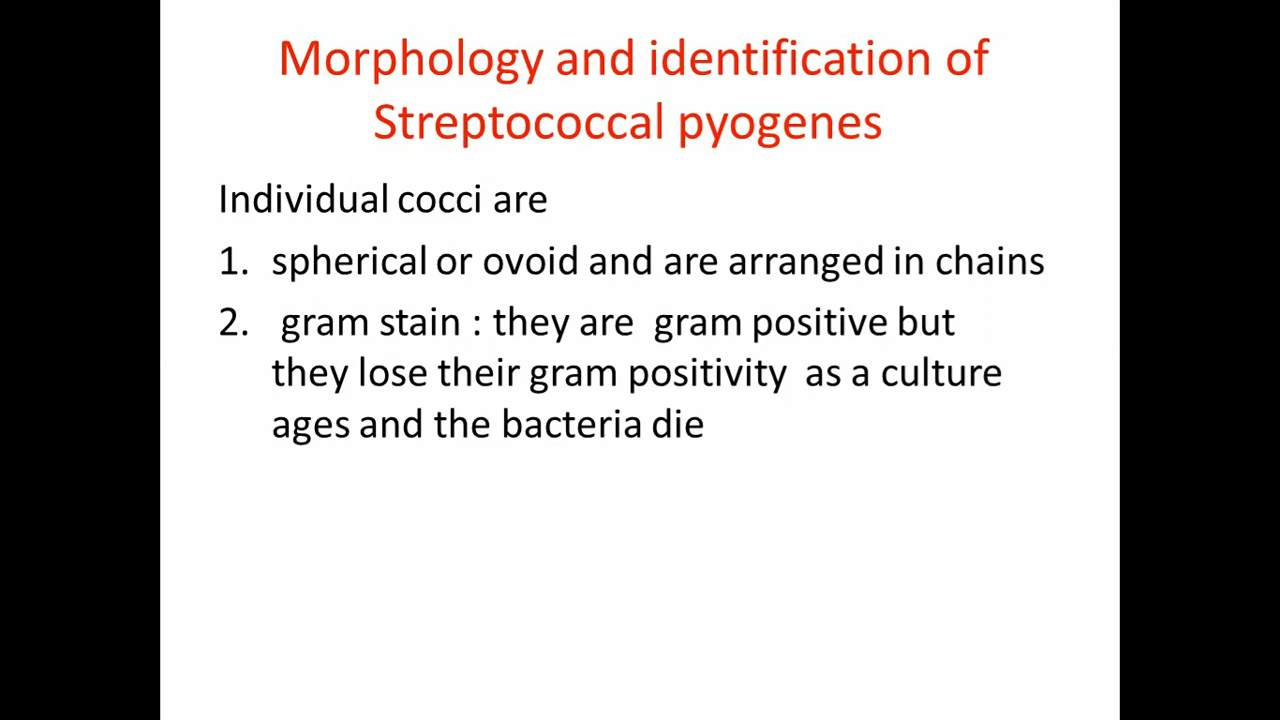 Morphology and identification of
Streptococcal pyogenes
Individual cocci are
1. spherical or ovoid and are arranged in chains
2. gram stain : they are gram positive but
they lose their gram positivity as a culture
ages and the bacteria die